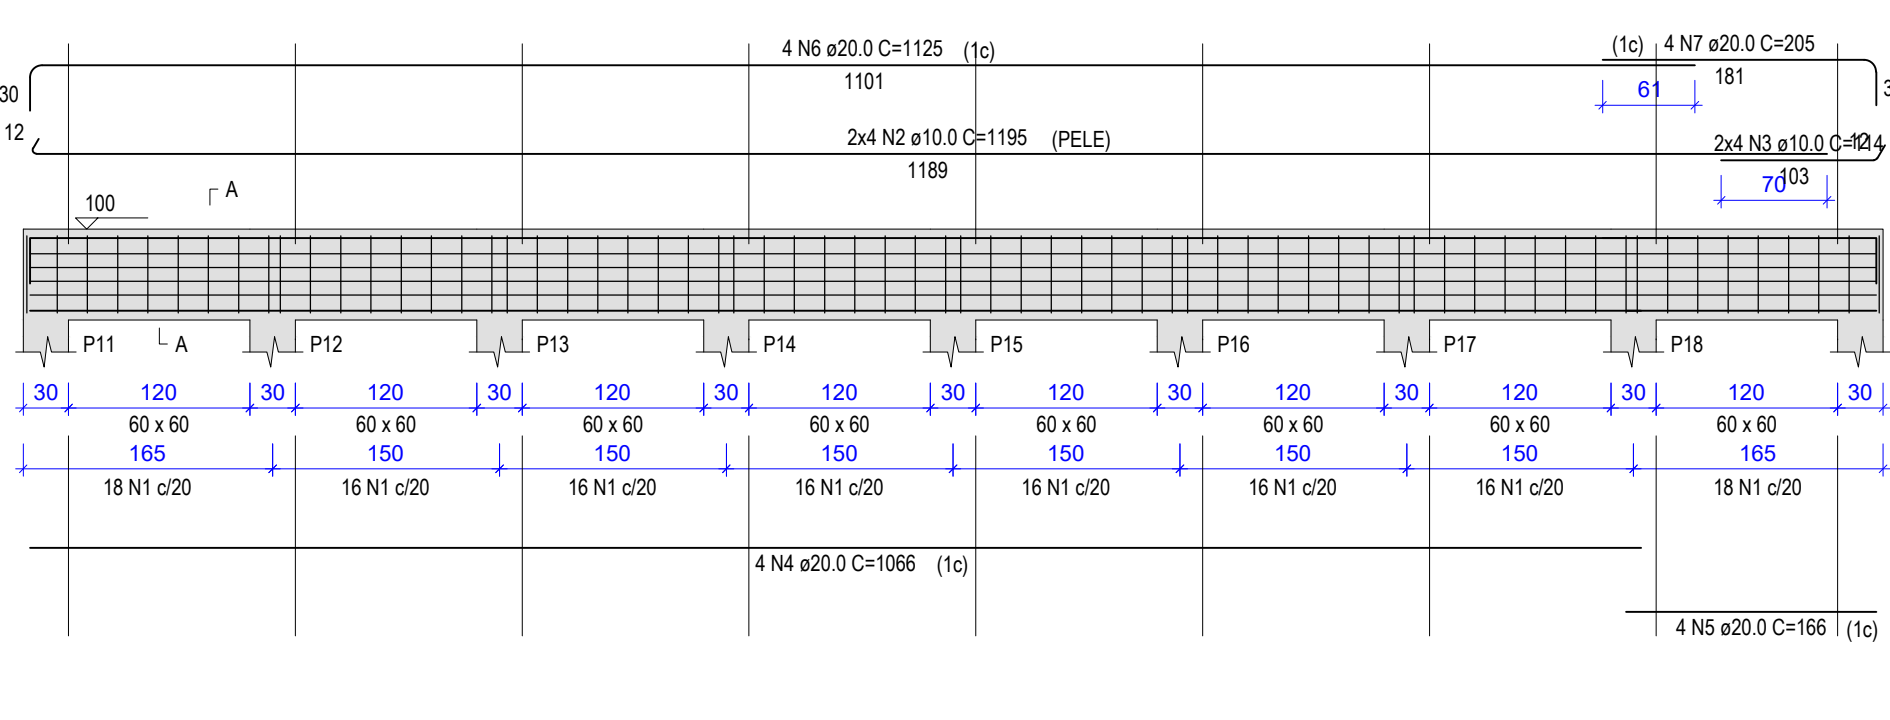 4 N6 ø20.0 C=1125 (1c)
1101
(1c) 4 N7 ø20.0 C=205
181
61
30
3
12
2x4 N2 ø10.0 C=1195 (PELE)
1189
2x4 N3 ø10.0 C=114
12
103
70
A
100
P11 A P12 P13 P14 P15 P16 P17 P18
30 120 30 120 30 120 30 120 30 120 30 120 30 120 30 120 30
60 x 60 60 x 60 60 x 60 60 x 60 60 x 60 60 x 60 60 x 60 60 x 60
165 150 150 150 150 150 150 165
18 N1 c/20 16 N1 c/20 16 N1 c/20 16 N1 c/20 16 N1 c/20 16 N1 c/20 16 N1 c/20 18 N1 c/20
4 N4 ø20.0 C=1066 (1c)
4 N5 ø20.0 C=166 (1c)